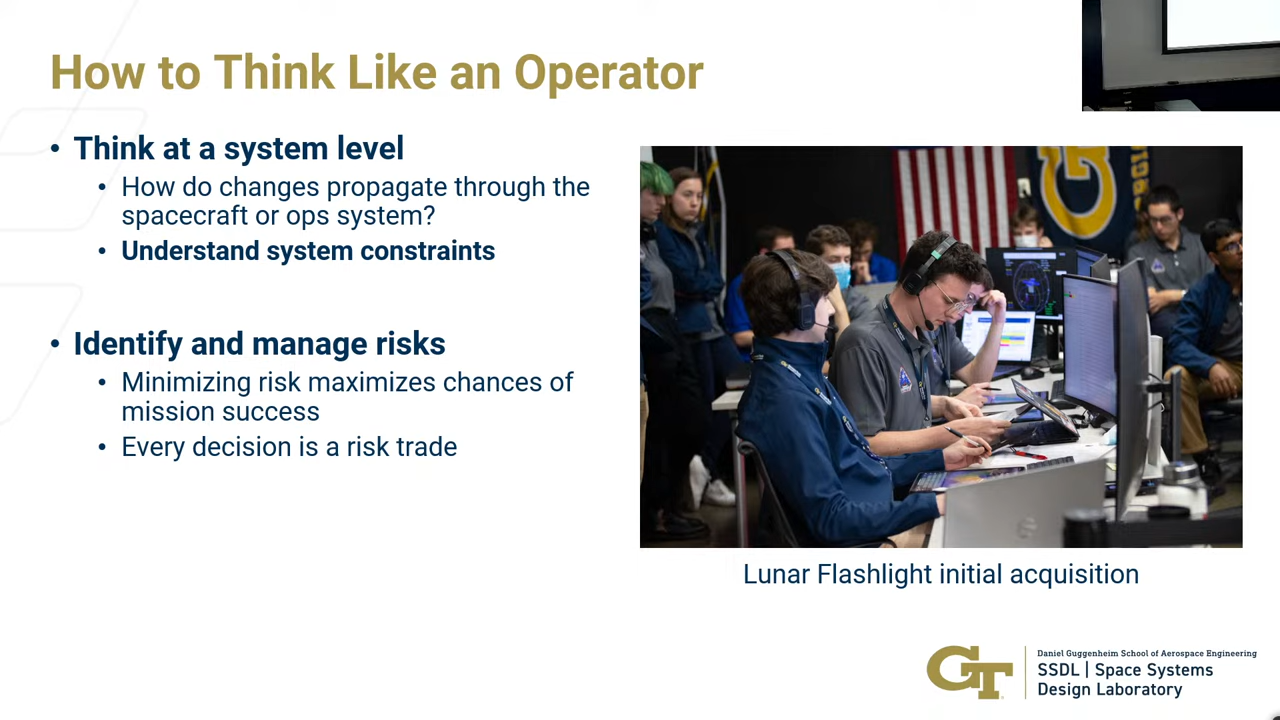 How to Think Like an Operator
• Think at a system level
• How do changes propagate through the
spacecraft or ops system?
• Understand system constraints
• Identify and manage risks
• Minimizing risk maximizes chances of
mission success
• Every decision is a risk trade
Lunar Flashlight initial acquisition
GT
Daniel Guggenheim School of Aerospace Engineering
SSDL | Space Systems
Design Laboratory